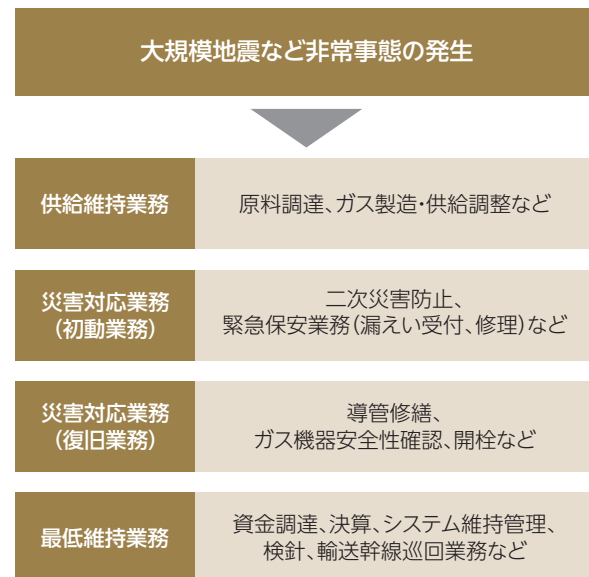 大規模地震など非常事態の発生
供給維持業務
原料調達、ガス製造・供給調整など
災害対応業務
(初動業務)
二次災害防止、
緊急保安業務(漏えい受付、修理)など
災害対応業務
(復旧業務)
導管修繕、
ガス機器安全性確認、開栓など
最低維持業務
資金調達、決算、システム維持管理、
検針、輸送幹線巡回業務など